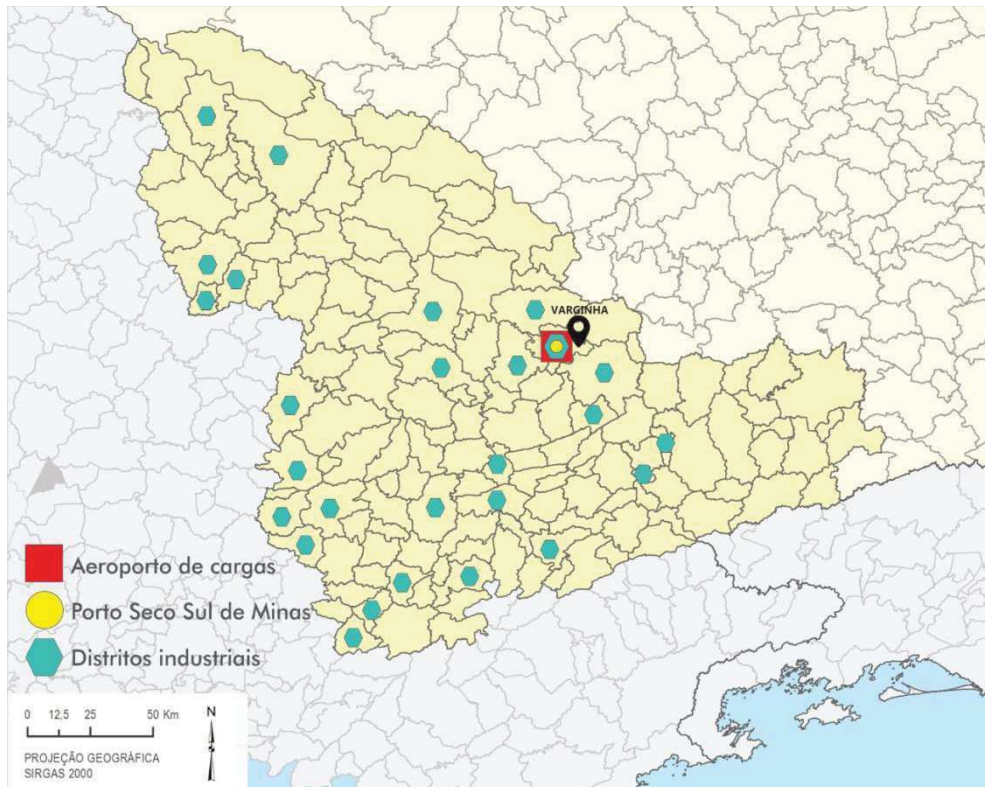 VARGINHA
Aeroporto de cargas
Porto Seco Sul de Minas
Distritos industriais
0 12,5 25 50 Km
N
PROJEÇÃO GEOGRÁFICA
SIRGAS 2000